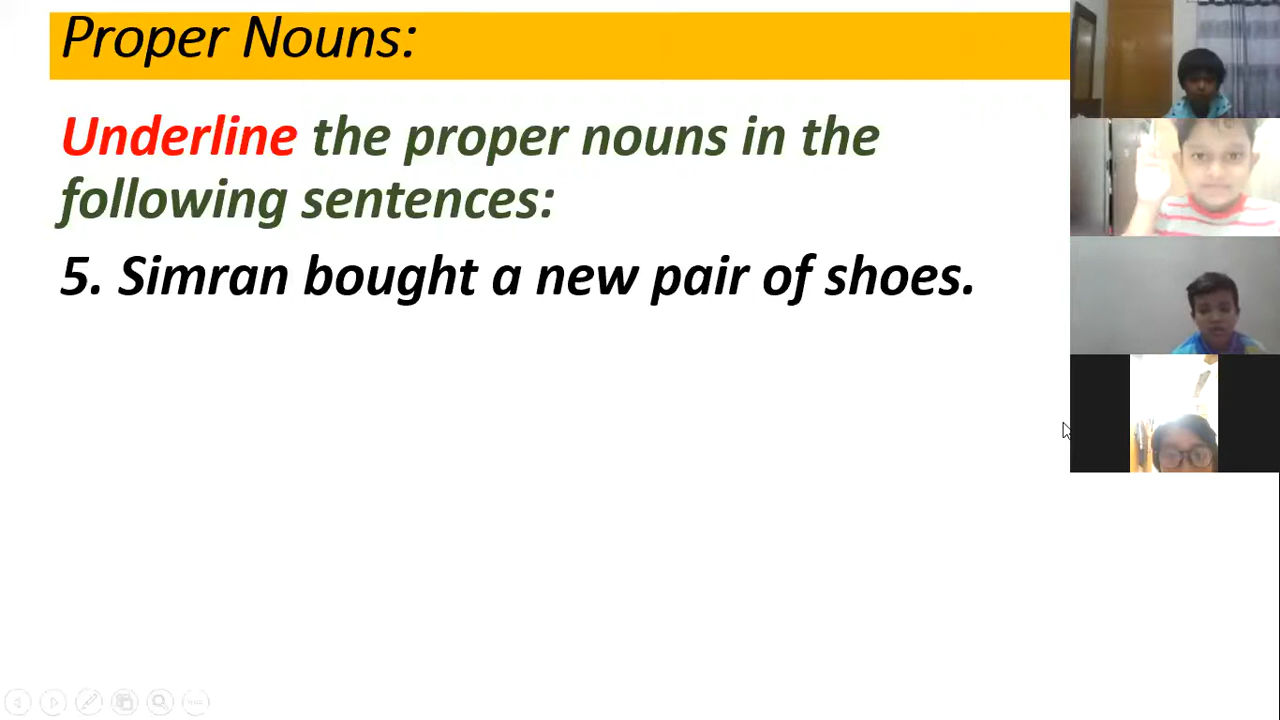 Proper Nouns:
Underline the proper nouns in the
following sentences:
5. Simran bought a new pair of shoes.